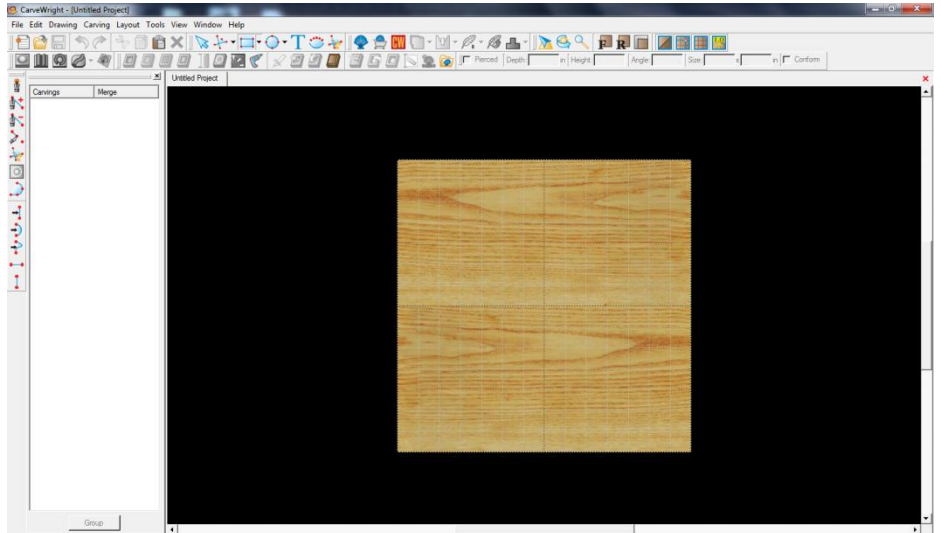 CarveWright - [Untitled Project]
File Edit Drawing Carving Layout Tools View Window Help
T CW F R
Pierced Depth: in Height Angle: Size: x in Conform
Untitled Project
Carvings Merge
Group